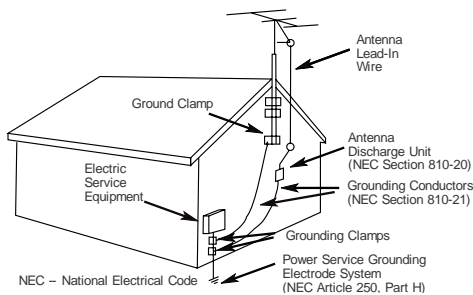 Antenna
Lead-In
Wire
Ground Clamp
Antenna
Discharge Unit
(NEC Section 810-20)
Electric
Service
Equipment
Grounding Conductors
(NEC Section 810-21)
Grounding Clamps
Power Service Grounding
Electrode System
(NEC Article 250, Part H)
NEC – National Electrical Code